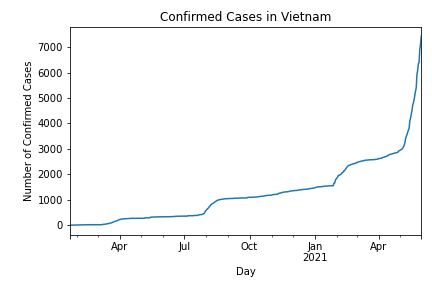 Confirmed Cases in Vietnam
7000
6000
5000
4000
3000
2000
1000
0
Number of Confirmed Cases
Apr Jul Oct Jan Apr
2021
Day